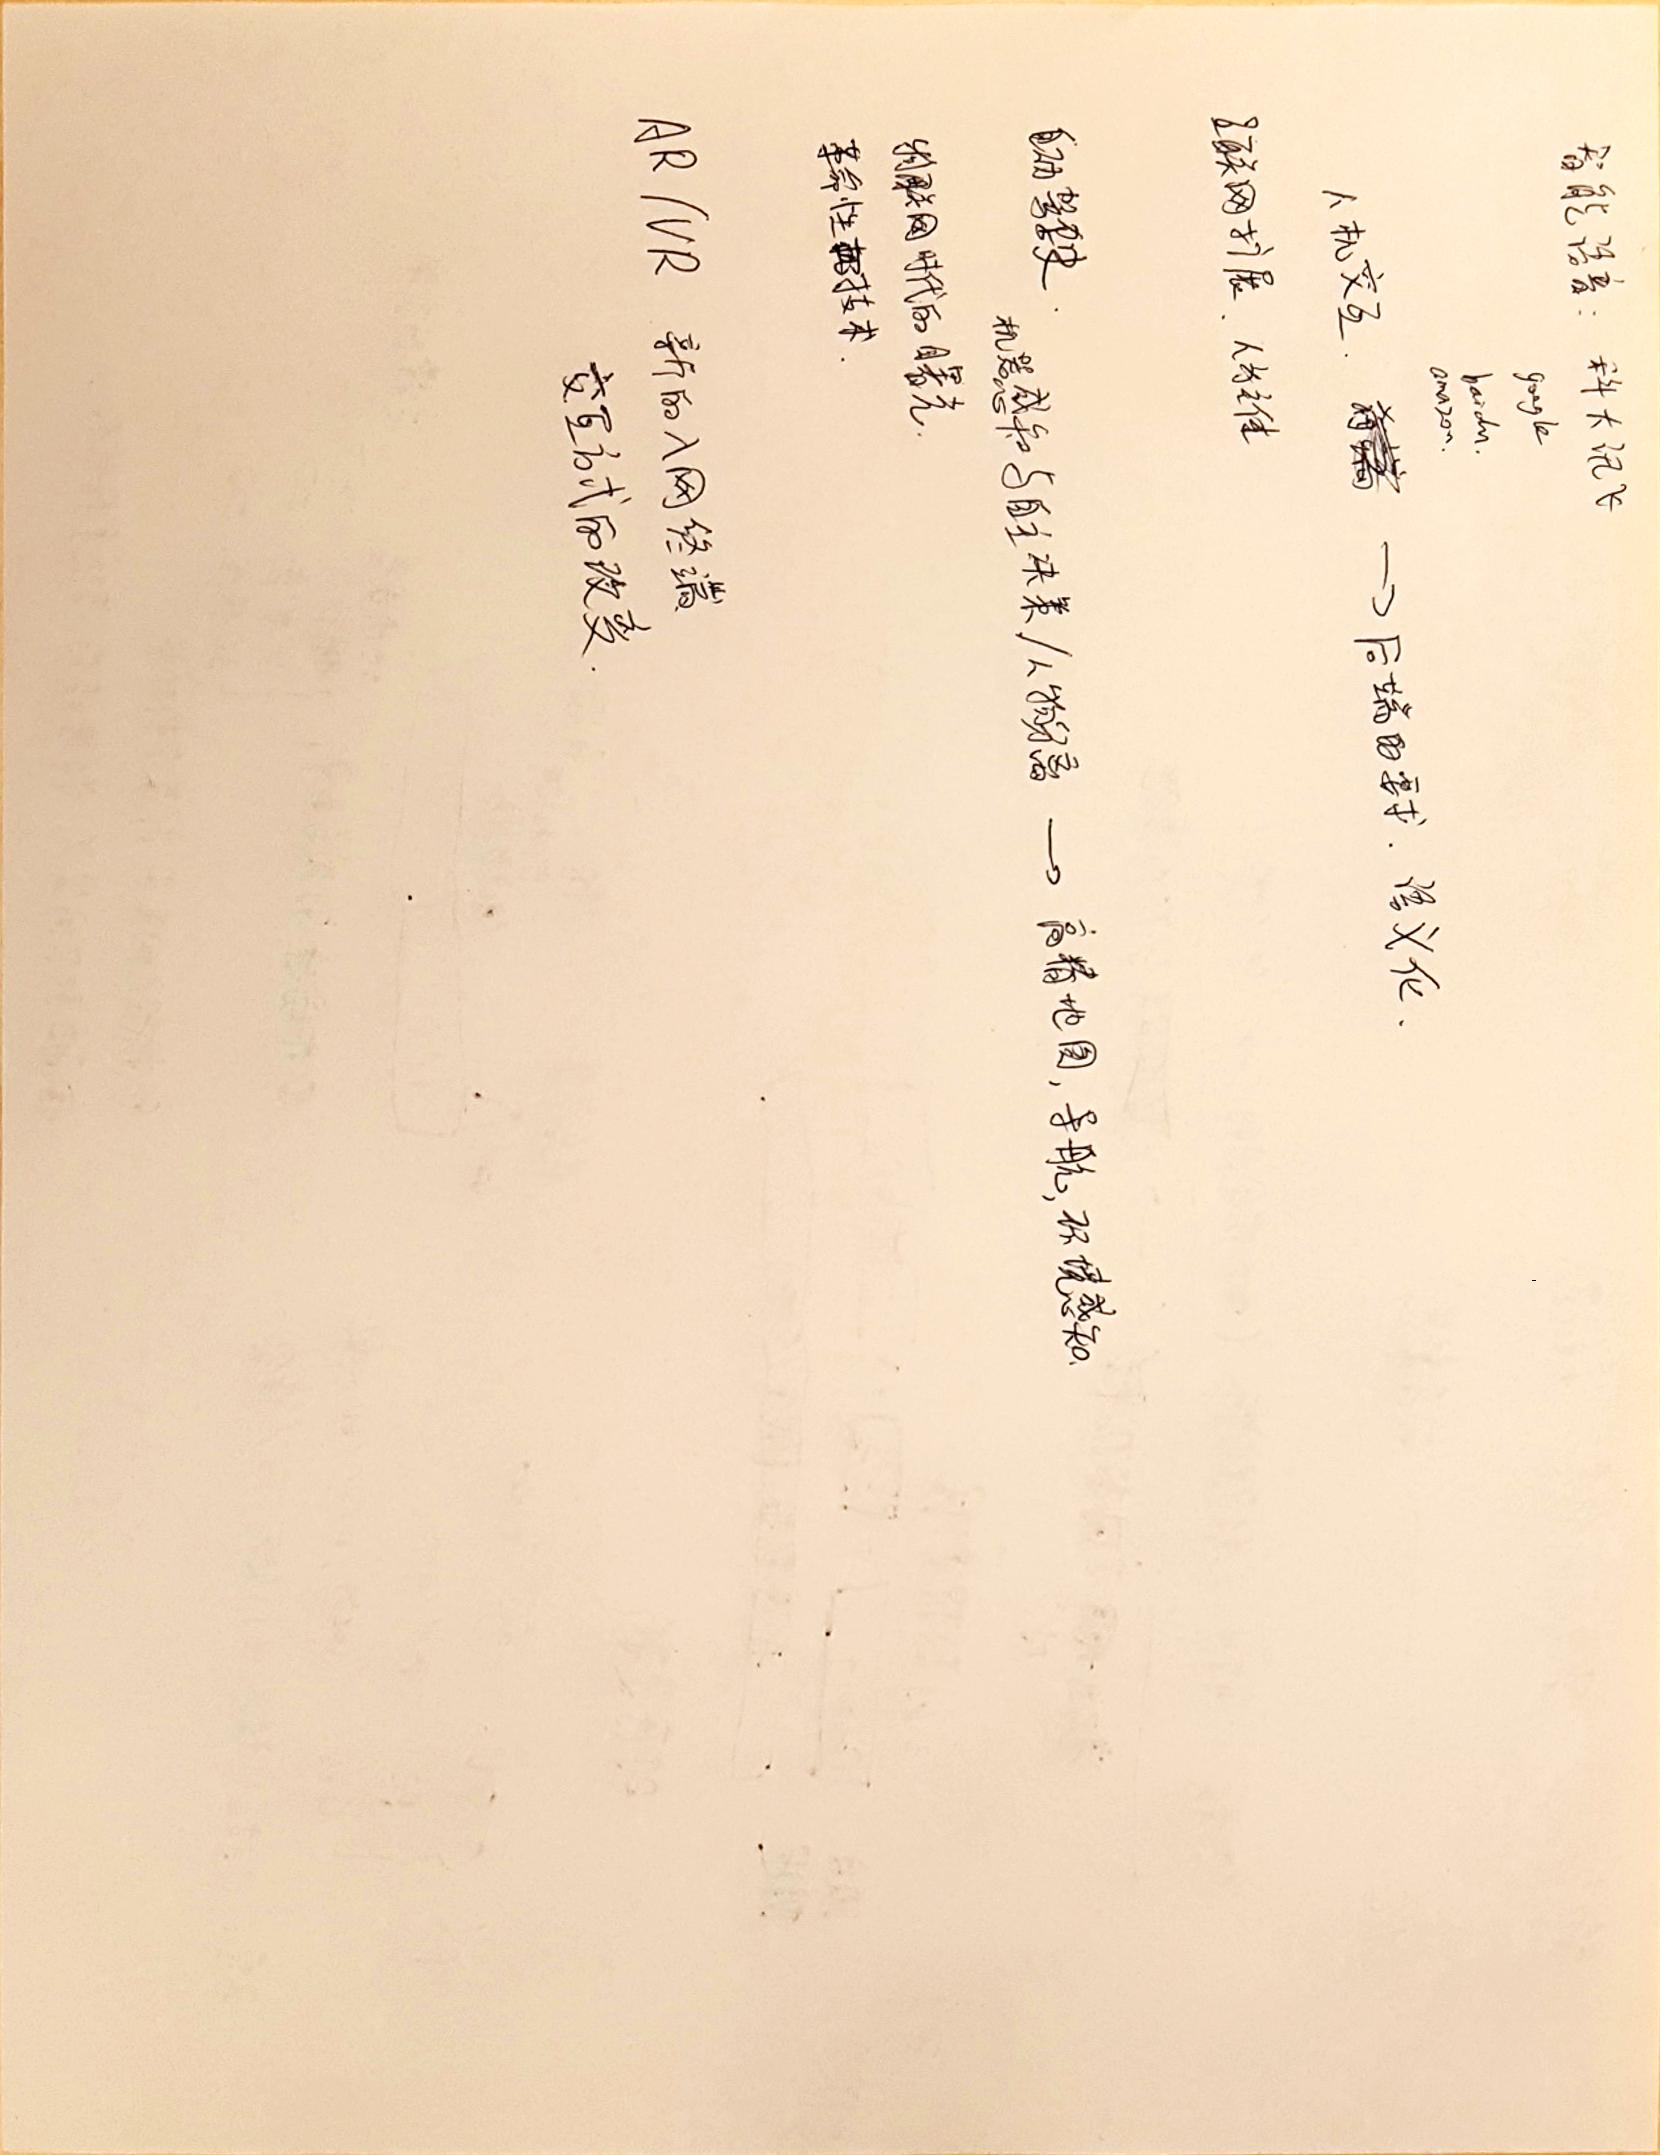 智能语音：科大讯飞
google
baidu.
amazon.
人机交互. → 后端的要求. 语义化.
互联网扩展. 人为主体
自动驾驶.
机器感知与自主决策/人物分离 → 高精地图, 导航, 环境感知.
物联网时代的曙光.
革命性技术.
AR/VR 新的入网终端
交互方式的改变.